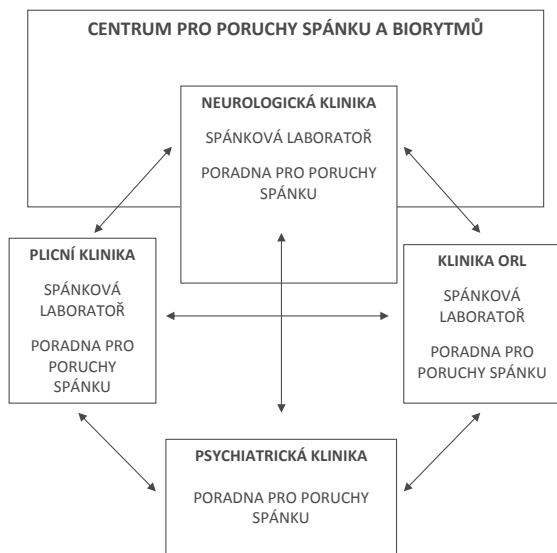 CENTRUM PRO PORUCHY SPÁNKU A BIORYTMŮ
NEUROLOGICKÁ KLINIKA
SPÁNKOVÁ LABORATOŘ
PORADNA PRO PORUCHY
SPÁNKU
PLICNÍ KLINIKA
SPÁNKOVÁ
LABORATOŘ
PORADNA PRO
PORUCHY
SPÁNKU
KLINIKA ORL
SPÁNKOVÁ
LABORATOŘ
PORADNA PRO
PORUCHY SPÁNKU
PSYCHIATRICKÁ KLINIKA
PORADNA PRO PORUCHY
SPÁNKU